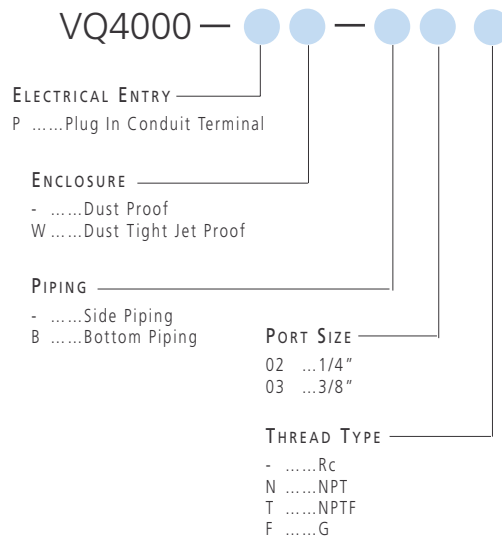 VQ4000 — —
ELECTRICAL ENTRY
P ......Plug In Conduit Terminal
ENCLOSURE
- ......Dust Proof
W ......Dust Tight Jet Proof
PIPING
- ......Side Piping
B ......Bottom Piping
PORT SIZE
02 ...1/4"
03 ...3/8"
THREAD TYPE
- ......Rc
N ......NPT
T ......NPTF
F ......G